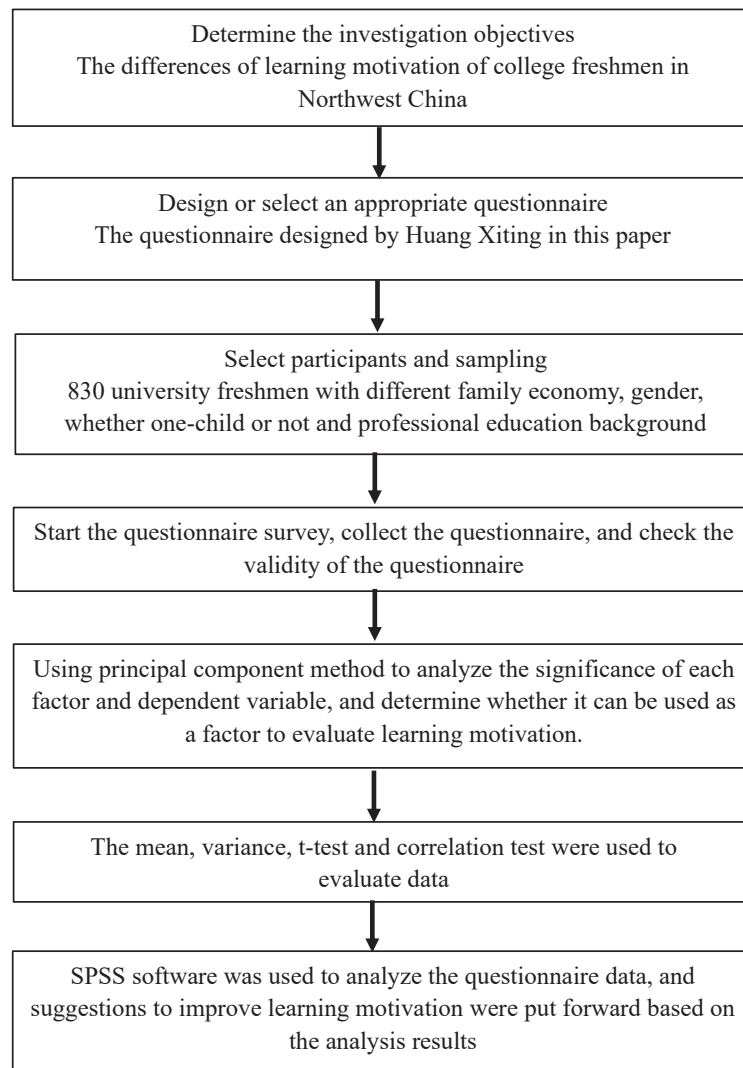 Determine the investigation objectives
The differences of learning motivation of college freshmen in
Northwest China
Design or select an appropriate questionnaire
The questionnaire designed by Huang Xiting in this paper
Select participants and sampling
830 university freshmen with different family economy, gender,
whether one-child or not and professional education background
Start the questionnaire survey, collect the questionnaire, and check the
validity of the questionnaire
Using principal component method to analyze the significance of each
factor and dependent variable, and determine whether it can be used as
a factor to evaluate learning motivation.
The mean, variance, t-test and correlation test were used to
evaluate data
SPSS software was used to analyze the questionnaire data, and
suggestions to improve learning motivation were put forward based on
the analysis results